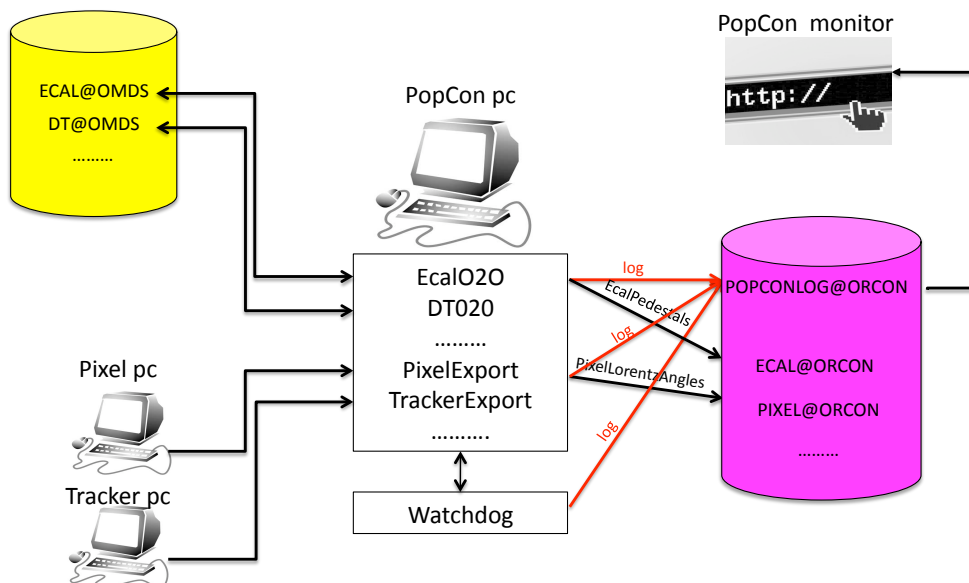 PopCon monitor
http://
ECAL@OMDS
DT@OMDS
.........
PopCon pc
EcalO2O
DT020
.........
PixelExport
TrackerExport
..........
Watchdog
Pixel pc
Tracker pc
log
EcalPedestals
log
PixelLorentzAngles
log
POPCONLOG@ORCON
ECAL@ORCON
PIXEL@ORCON
.........